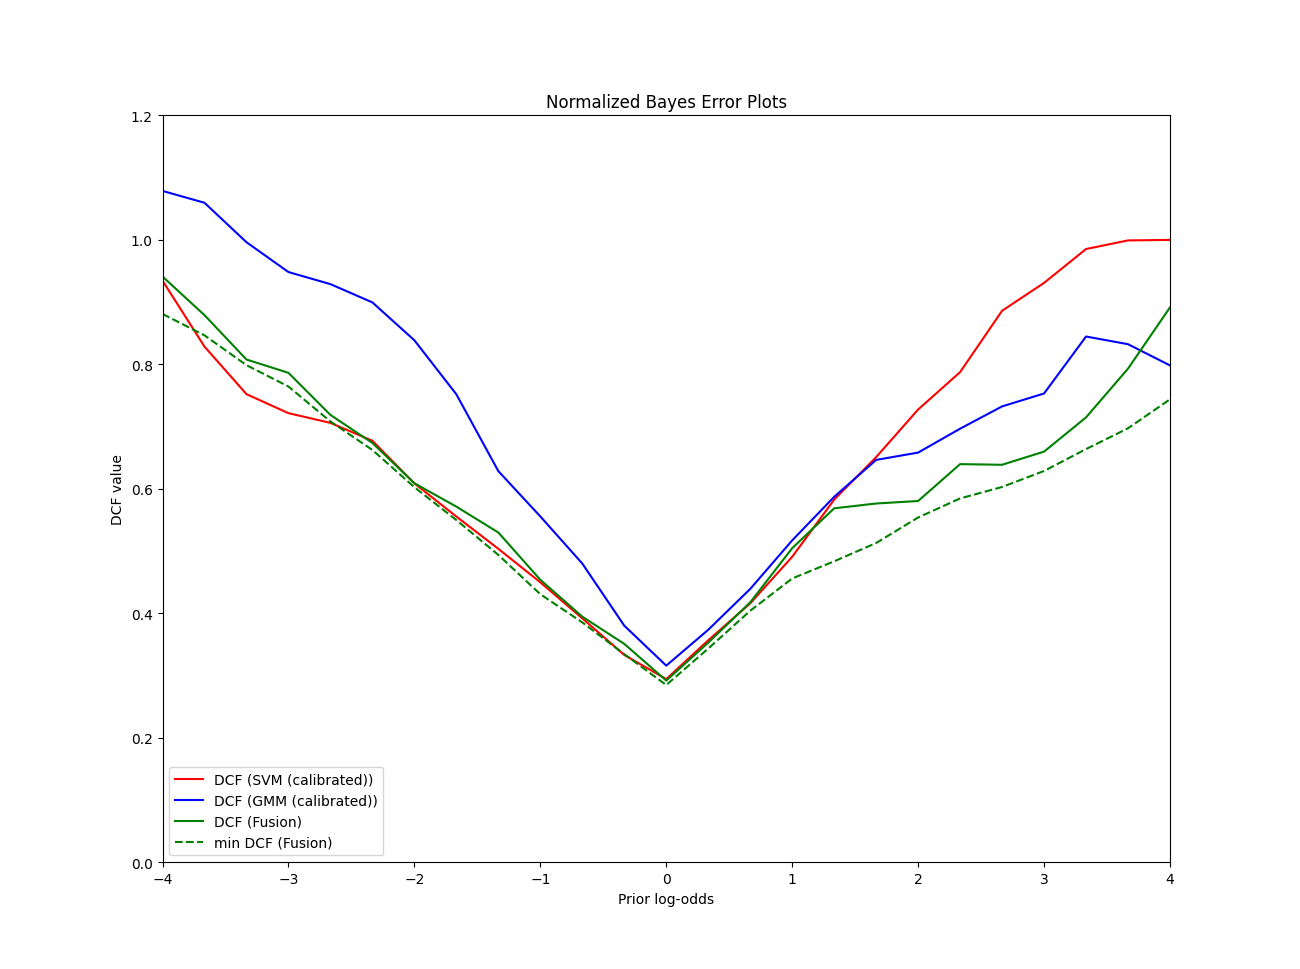 Normalized Bayes Error Plots
1.2
1.0
0.8
0.6
0.4
0.2
0.0
DCF value
DCF (SVM (calibrated))
DCF (GMM (calibrated))
DCF (Fusion)
min DCF (Fusion)
−4 −3 −2 −1 0 1 2 3 4
Prior log-odds